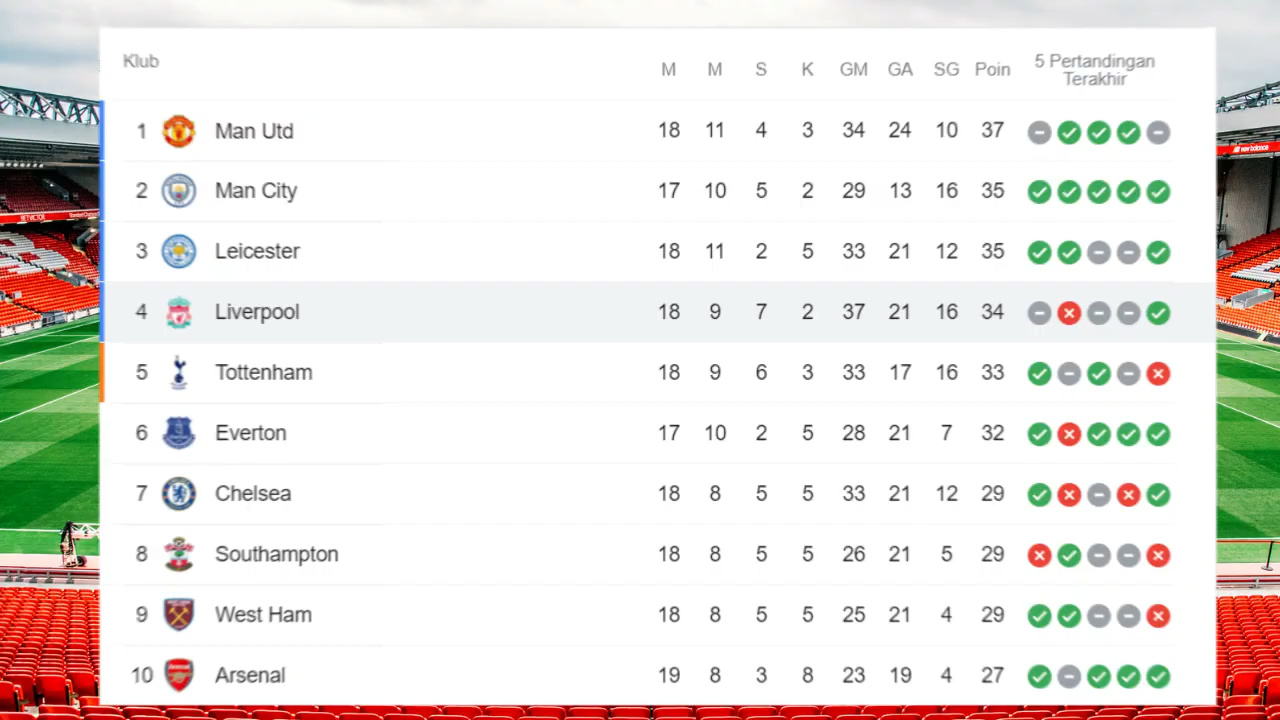 Klub M M S K GM GA SG Poin 5 Pertandingan
Terakhir
1 Man Utd 18 11 4 3 34 24 10 37
2 Man City 17 10 5 2 29 13 16 35
3 Leicester 18 11 2 5 33 21 12 35
4 Liverpool 18 9 7 2 37 21 16 34
5 Tottenham 18 9 6 3 33 17 16 33
6 Everton 17 10 2 5 28 21 7 32
7 Chelsea 18 8 5 5 33 21 12 29
8 Southampton 18 8 5 5 26 21 5 29
9 West Ham 18 8 5 5 25 21 4 29
10 Arsenal 19 8 3 8 23 19 4 27
new balance